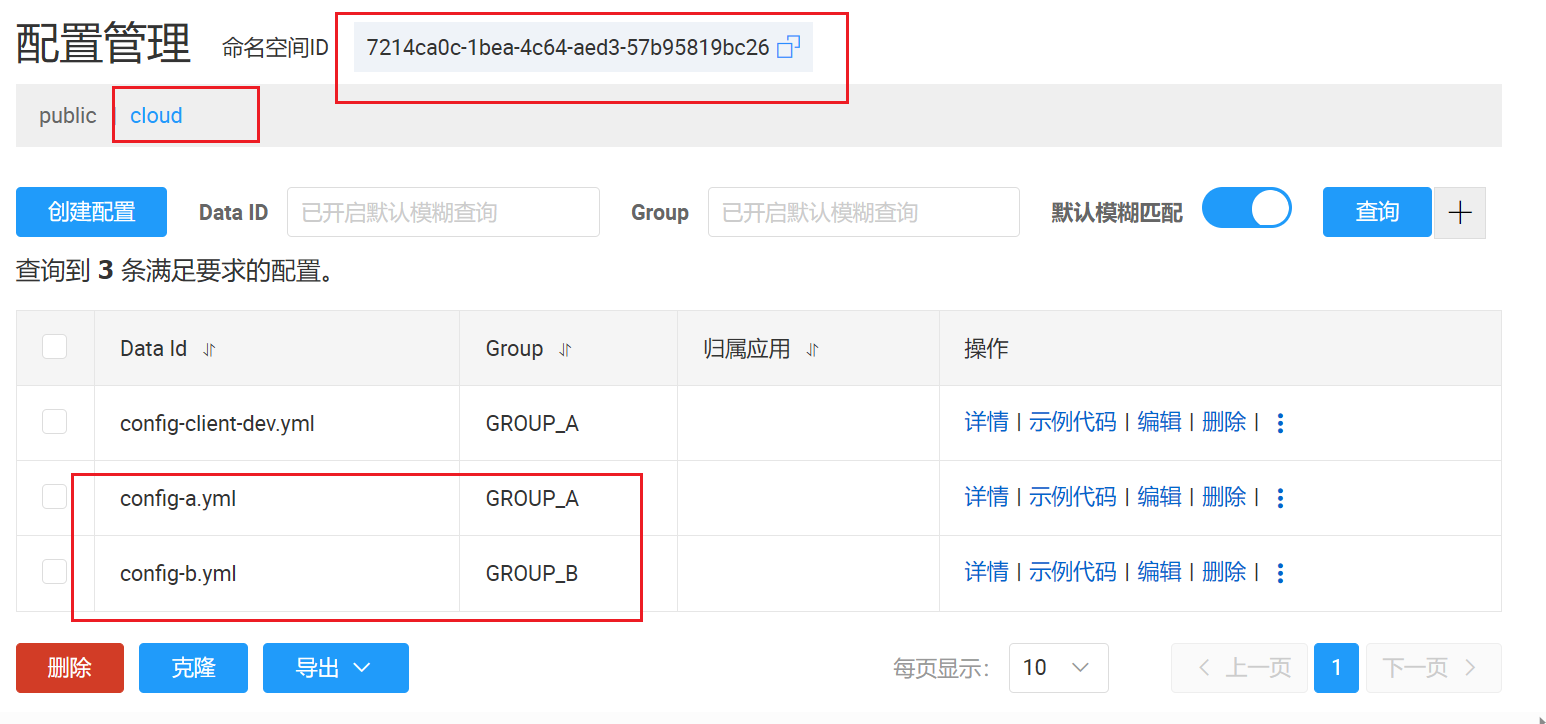 配置管理 命名空间ID 7214ca0c-1bea-4c64-aed3-57b95819bc26
public cloud
创建配置 Data ID 已开启默认模糊查询 Group 已开启默认模糊查询 默认模糊匹配 查询
查询到 3 条满足要求的配置。
Data Id Group 归属应用 操作
config-client-dev.yml GROUP_A 详情 | 示例代码 | 编辑 | 删除 |
config-a.yml GROUP_A 详情 | 示例代码 | 编辑 | 删除 |
config-b.yml GROUP_B 详情 | 示例代码 | 编辑 | 删除 |
删除 克隆 导出 每页显示: 10 上一页 1 下一页